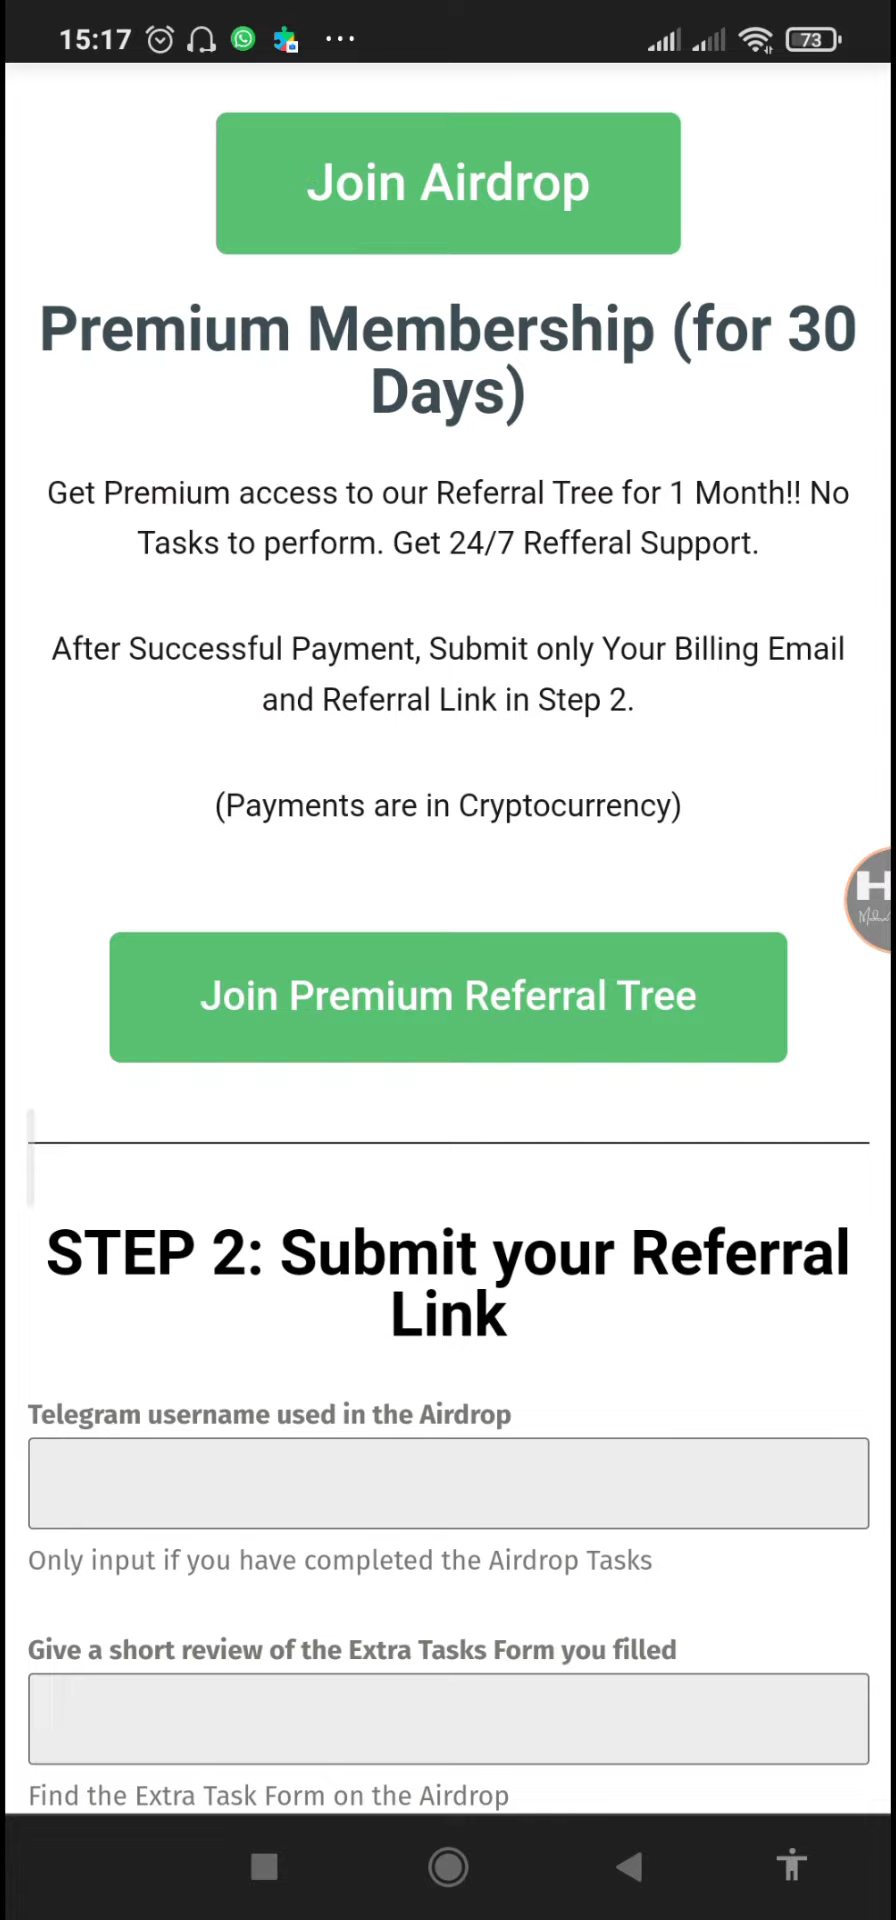 15:17
73
Join Airdrop
Premium Membership (for 30
Days)
Get Premium access to our Referral Tree for 1 Month!! No
Tasks to perform. Get 24/7 Refferal Support.
After Successful Payment, Submit only Your Billing Email
and Referral Link in Step 2.
(Payments are in Cryptocurrency)
H
Join Premium Referral Tree
STEP 2: Submit your Referral
Link
Telegram username used in the Airdrop
Only input if you have completed the Airdrop Tasks
Give a short review of the Extra Tasks Form you filled
Find the Extra Task Form on the Airdrop